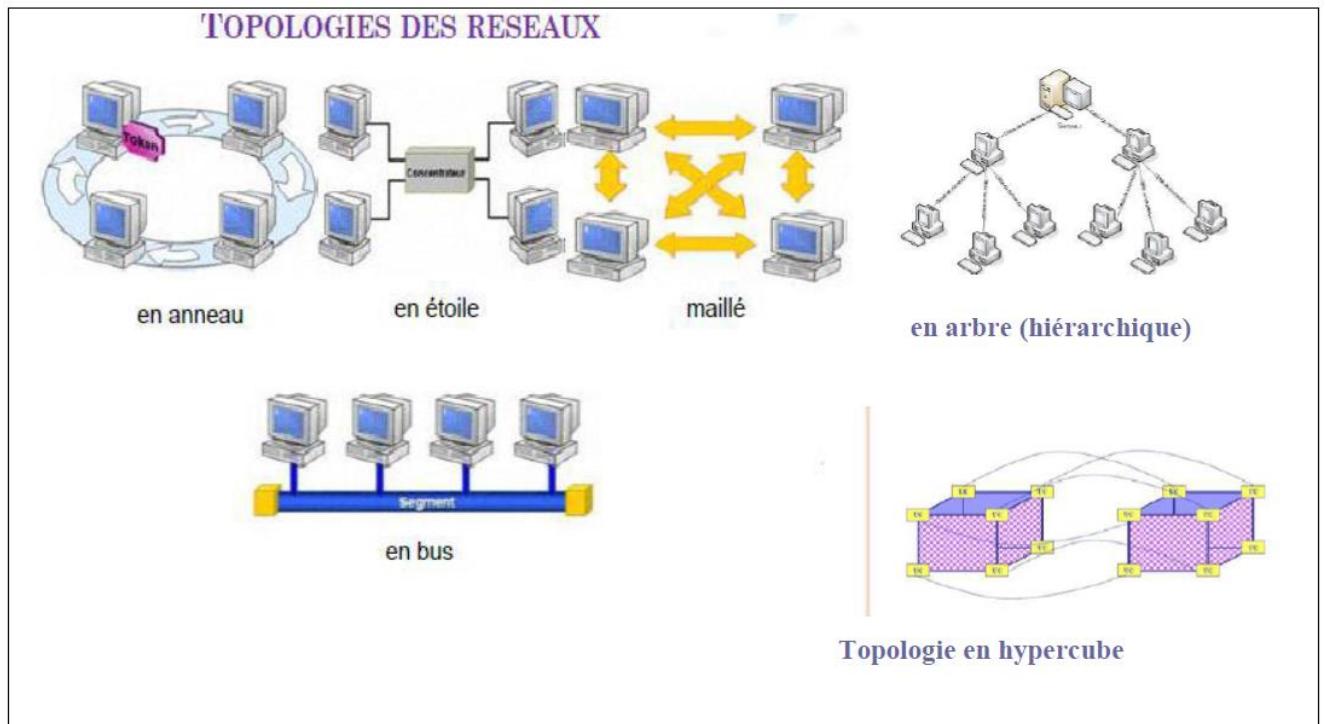 TOPOLOGIES DES RESEAUX
Token
Concentrateur
Serveur
en anneau
en étoile
maillé
en arbre (hiérarchique)
Segment
en bus
Topologie en hypercube